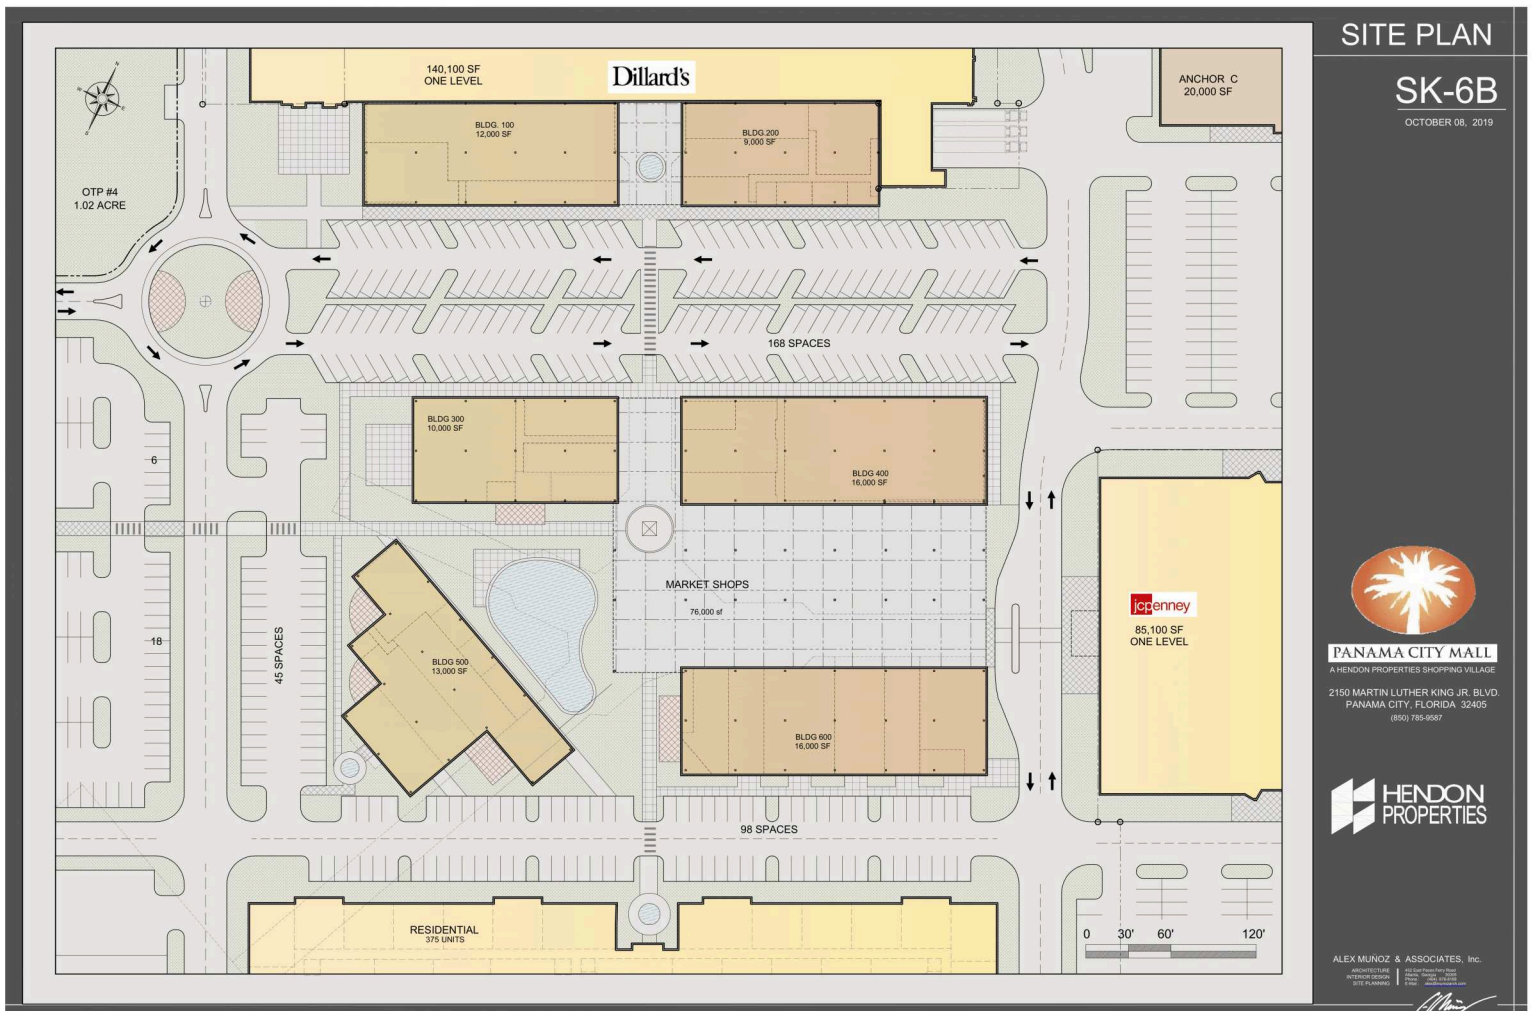 SITE PLAN
SK-6B
OCTOBER 08, 2019
140,100 SF
ONE LEVEL
Dillard's
ANCHOR C
20,000 SF
BLDG. 100
12,000 SF
BLDG.200
9,000 SF
N
W
E
S
OTP #4
1.02 ACRE
168 SPACES
BLDG 300
10,000 SF
BLDG 400
16,000 SF
6
MARKET SHOPS
76,000 sf
jcpenney
85,100 SF
ONE LEVEL
18
45 SPACES
BLDG 500
13,000 SF
BLDG 600
16,000 SF
98 SPACES
RESIDENTIAL
375 UNITS
0 30' 60' 120'
PANAMA CITY MALL
A HENDON PROPERTIES SHOPPING VILLAGE
2150 MARTIN LUTHER KING JR. BLVD.
PANAMA CITY, FLORIDA 32405
(850) 785-9587
HENDON
PROPERTIES
ALEX MUÑOZ & ASSOCIATES, Inc.
ARCHITECTURE
INTERIOR DESIGN
SITE PLANNING